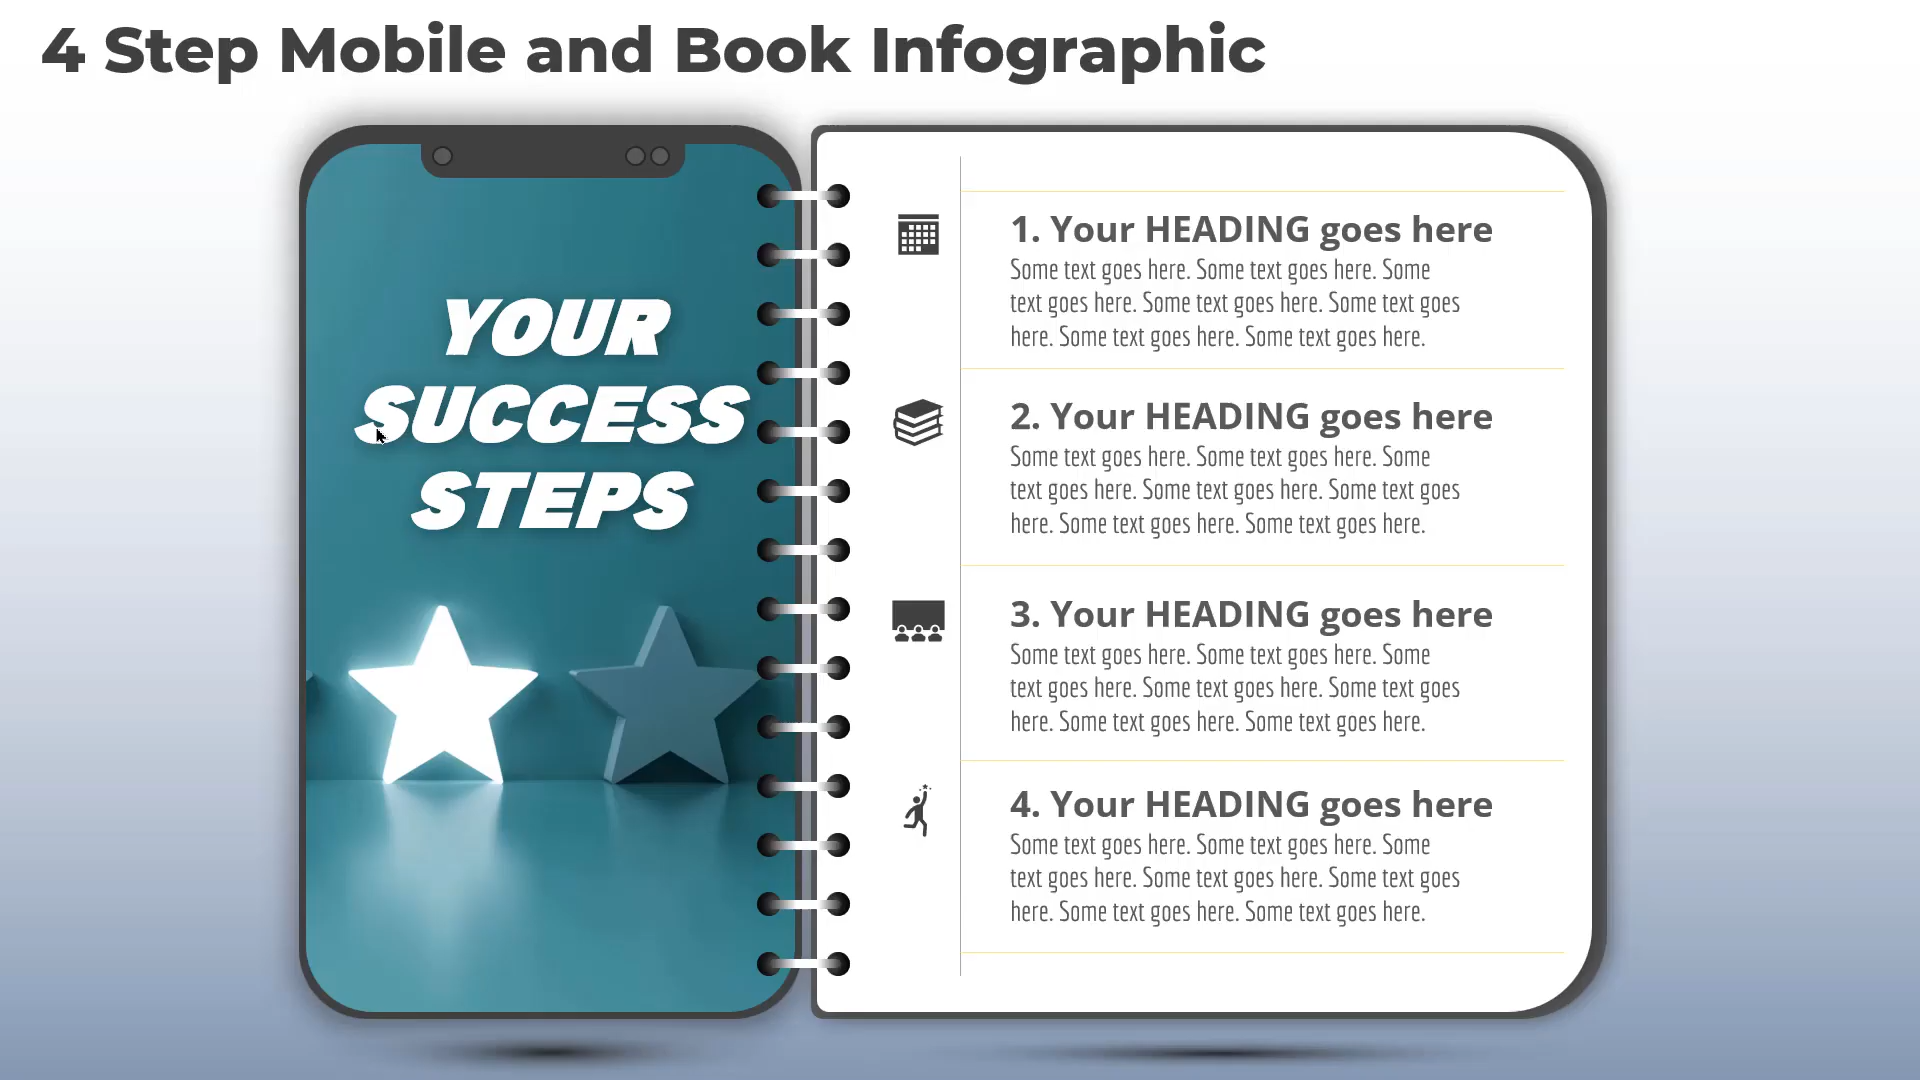 4 Step Mobile and Book Infographic
YOUR
SUCCESS
STEPS
1. Your HEADING goes here
Some text goes here. Some text goes here. Some
text goes here. Some text goes here. Some text goes
here. Some text goes here. Some text goes here.
2. Your HEADING goes here
Some text goes here. Some text goes here. Some
text goes here. Some text goes here. Some text goes
here. Some text goes here. Some text goes here.
3. Your HEADING goes here
Some text goes here. Some text goes here. Some
text goes here. Some text goes here. Some text goes
here. Some text goes here. Some text goes here.
4. Your HEADING goes here
Some text goes here. Some text goes here. Some
text goes here. Some text goes here. Some text goes
here. Some text goes here. Some text goes here.